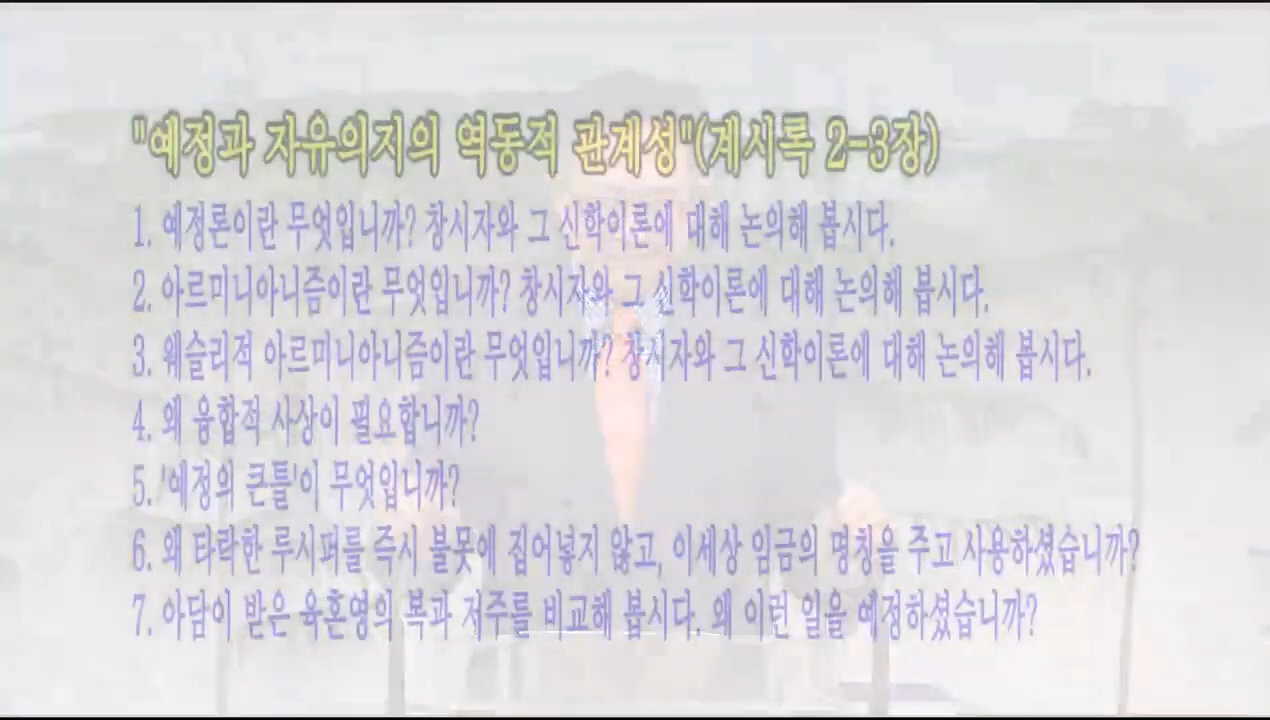 "예정과 자유의지의 역동적 관계성"(계시록 2-3장)
1. 예정론이란 무엇입니까? 창시자와 그 신학이론에 대해 논의해 봅시다.
2. 아르미니아니즘이란 무엇입니까? 창시자와 그 신학이론에 대해 논의해 봅시다.
3. 웨슬리적 아르미니아니즘이란 무엇입니까? 창시자와 그 신학이론에 대해 논의해 봅시다.
4. 왜 융합적 사상이 필요합니까?
5. '예정의 큰틀'이 무엇입니까?
6. 왜 타락한 루시퍼를 즉시 불못에 집어넣지 않고, 이세상 임금의 명칭을 주고 사용하셨습니까?
7. 아담이 받은 육혼영의 복과 저주를 비교해 봅시다. 왜 이런 일을 예정하셨습니까?